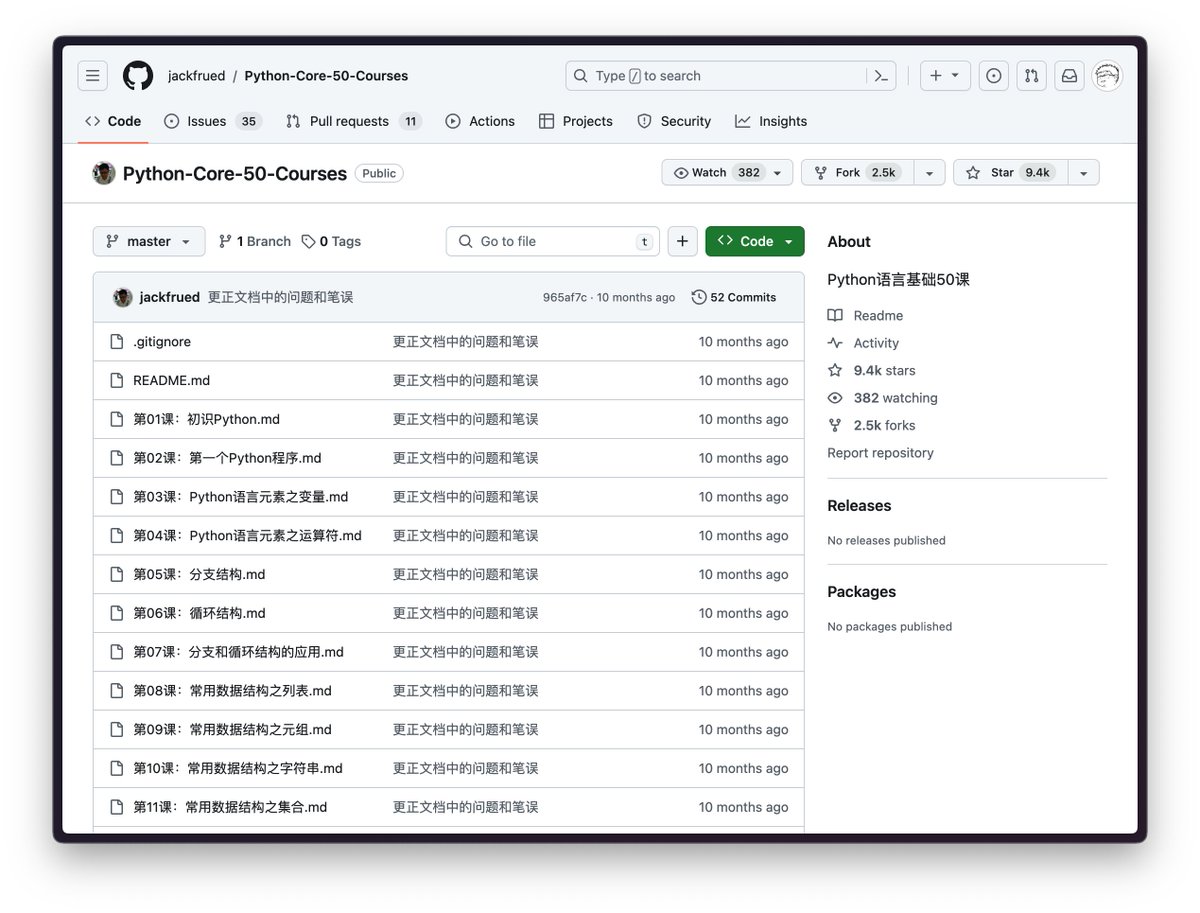 jackfrued / Python-Core-50-Courses
Type / to search
Code
Issues 35
Pull requests 11
Actions
Projects
Security
Insights
Python-Core-50-Courses Public
Watch 382
Fork 2.5k
Star 9.4k
master
1 Branch
0 Tags
Go to file t
Code
jackfrued 更正文档中的问题和笔误 965af7c · 10 months ago 52 Commits
.gitignore 更正文档中的问题和笔误 10 months ago
README.md 更正文档中的问题和笔误 10 months ago
第01课：初识Python.md 更正文档中的问题和笔误 10 months ago
第02课：第一个Python程序.md 更正文档中的问题和笔误 10 months ago
第03课：Python语言元素之变量.md 更正文档中的问题和笔误 10 months ago
第04课：Python语言元素之运算符.md 更正文档中的问题和笔误 10 months ago
第05课：分支结构.md 更正文档中的问题和笔误 10 months ago
第06课：循环结构.md 更正文档中的问题和笔误 10 months ago
第07课：分支和循环结构的应用.md 更正文档中的问题和笔误 10 months ago
第08课：常用数据结构之列表.md 更正文档中的问题和笔误 10 months ago
第09课：常用数据结构之元组.md 更正文档中的问题和笔误 10 months ago
第10课：常用数据结构之字符串.md 更正文档中的问题和笔误 10 months ago
第11课：常用数据结构之集合.md 更正文档中的问题和笔误 10 months ago
About
Python语言基础50课
Readme
Activity
9.4k stars
382 watching
2.5k forks
Report repository
Releases
No releases published
Packages
No packages published